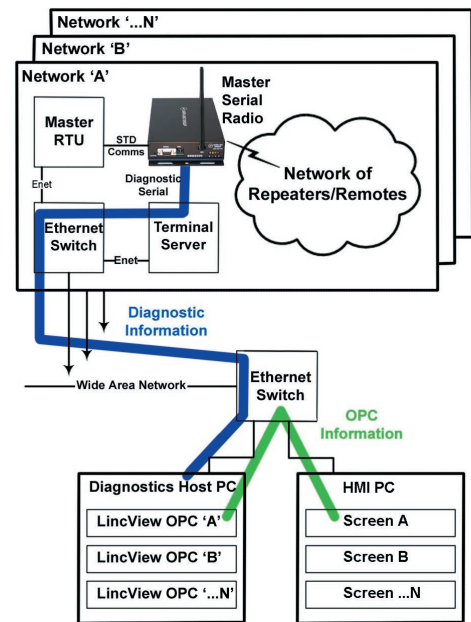 Network '...N'
Network 'B'
Network 'A'
Master
RTU
STD
Comms
Master
Serial
Radio
Enet
Diagnostic
Serial
Network of
Repeaters/Remotes
Ethernet
Switch
Enet
Terminal
Server
Diagnostic
Information
Wide Area Network
Ethernet
Switch
OPC
Information
Diagnostics Host PC
LincView OPC 'A'
LincView OPC 'B'
LincView OPC '...N'
HMI PC
Screen A
Screen B
Screen ...N